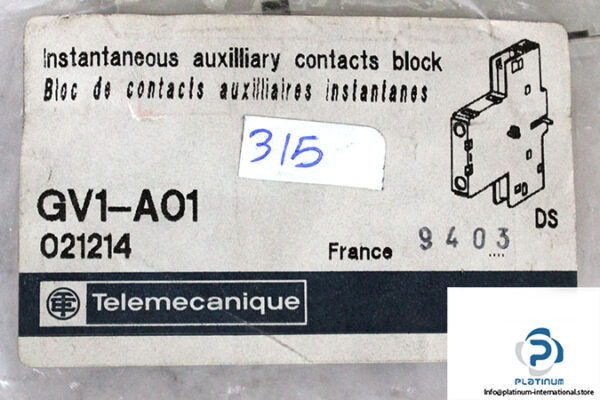 Instantaneous auxilliary contacts block
Bloc de contacts auxilliaires instantanes
315
GV1-A01
021214
France 9403
DS
Telemecanique
PLATINUM
Info@platinum-international.store